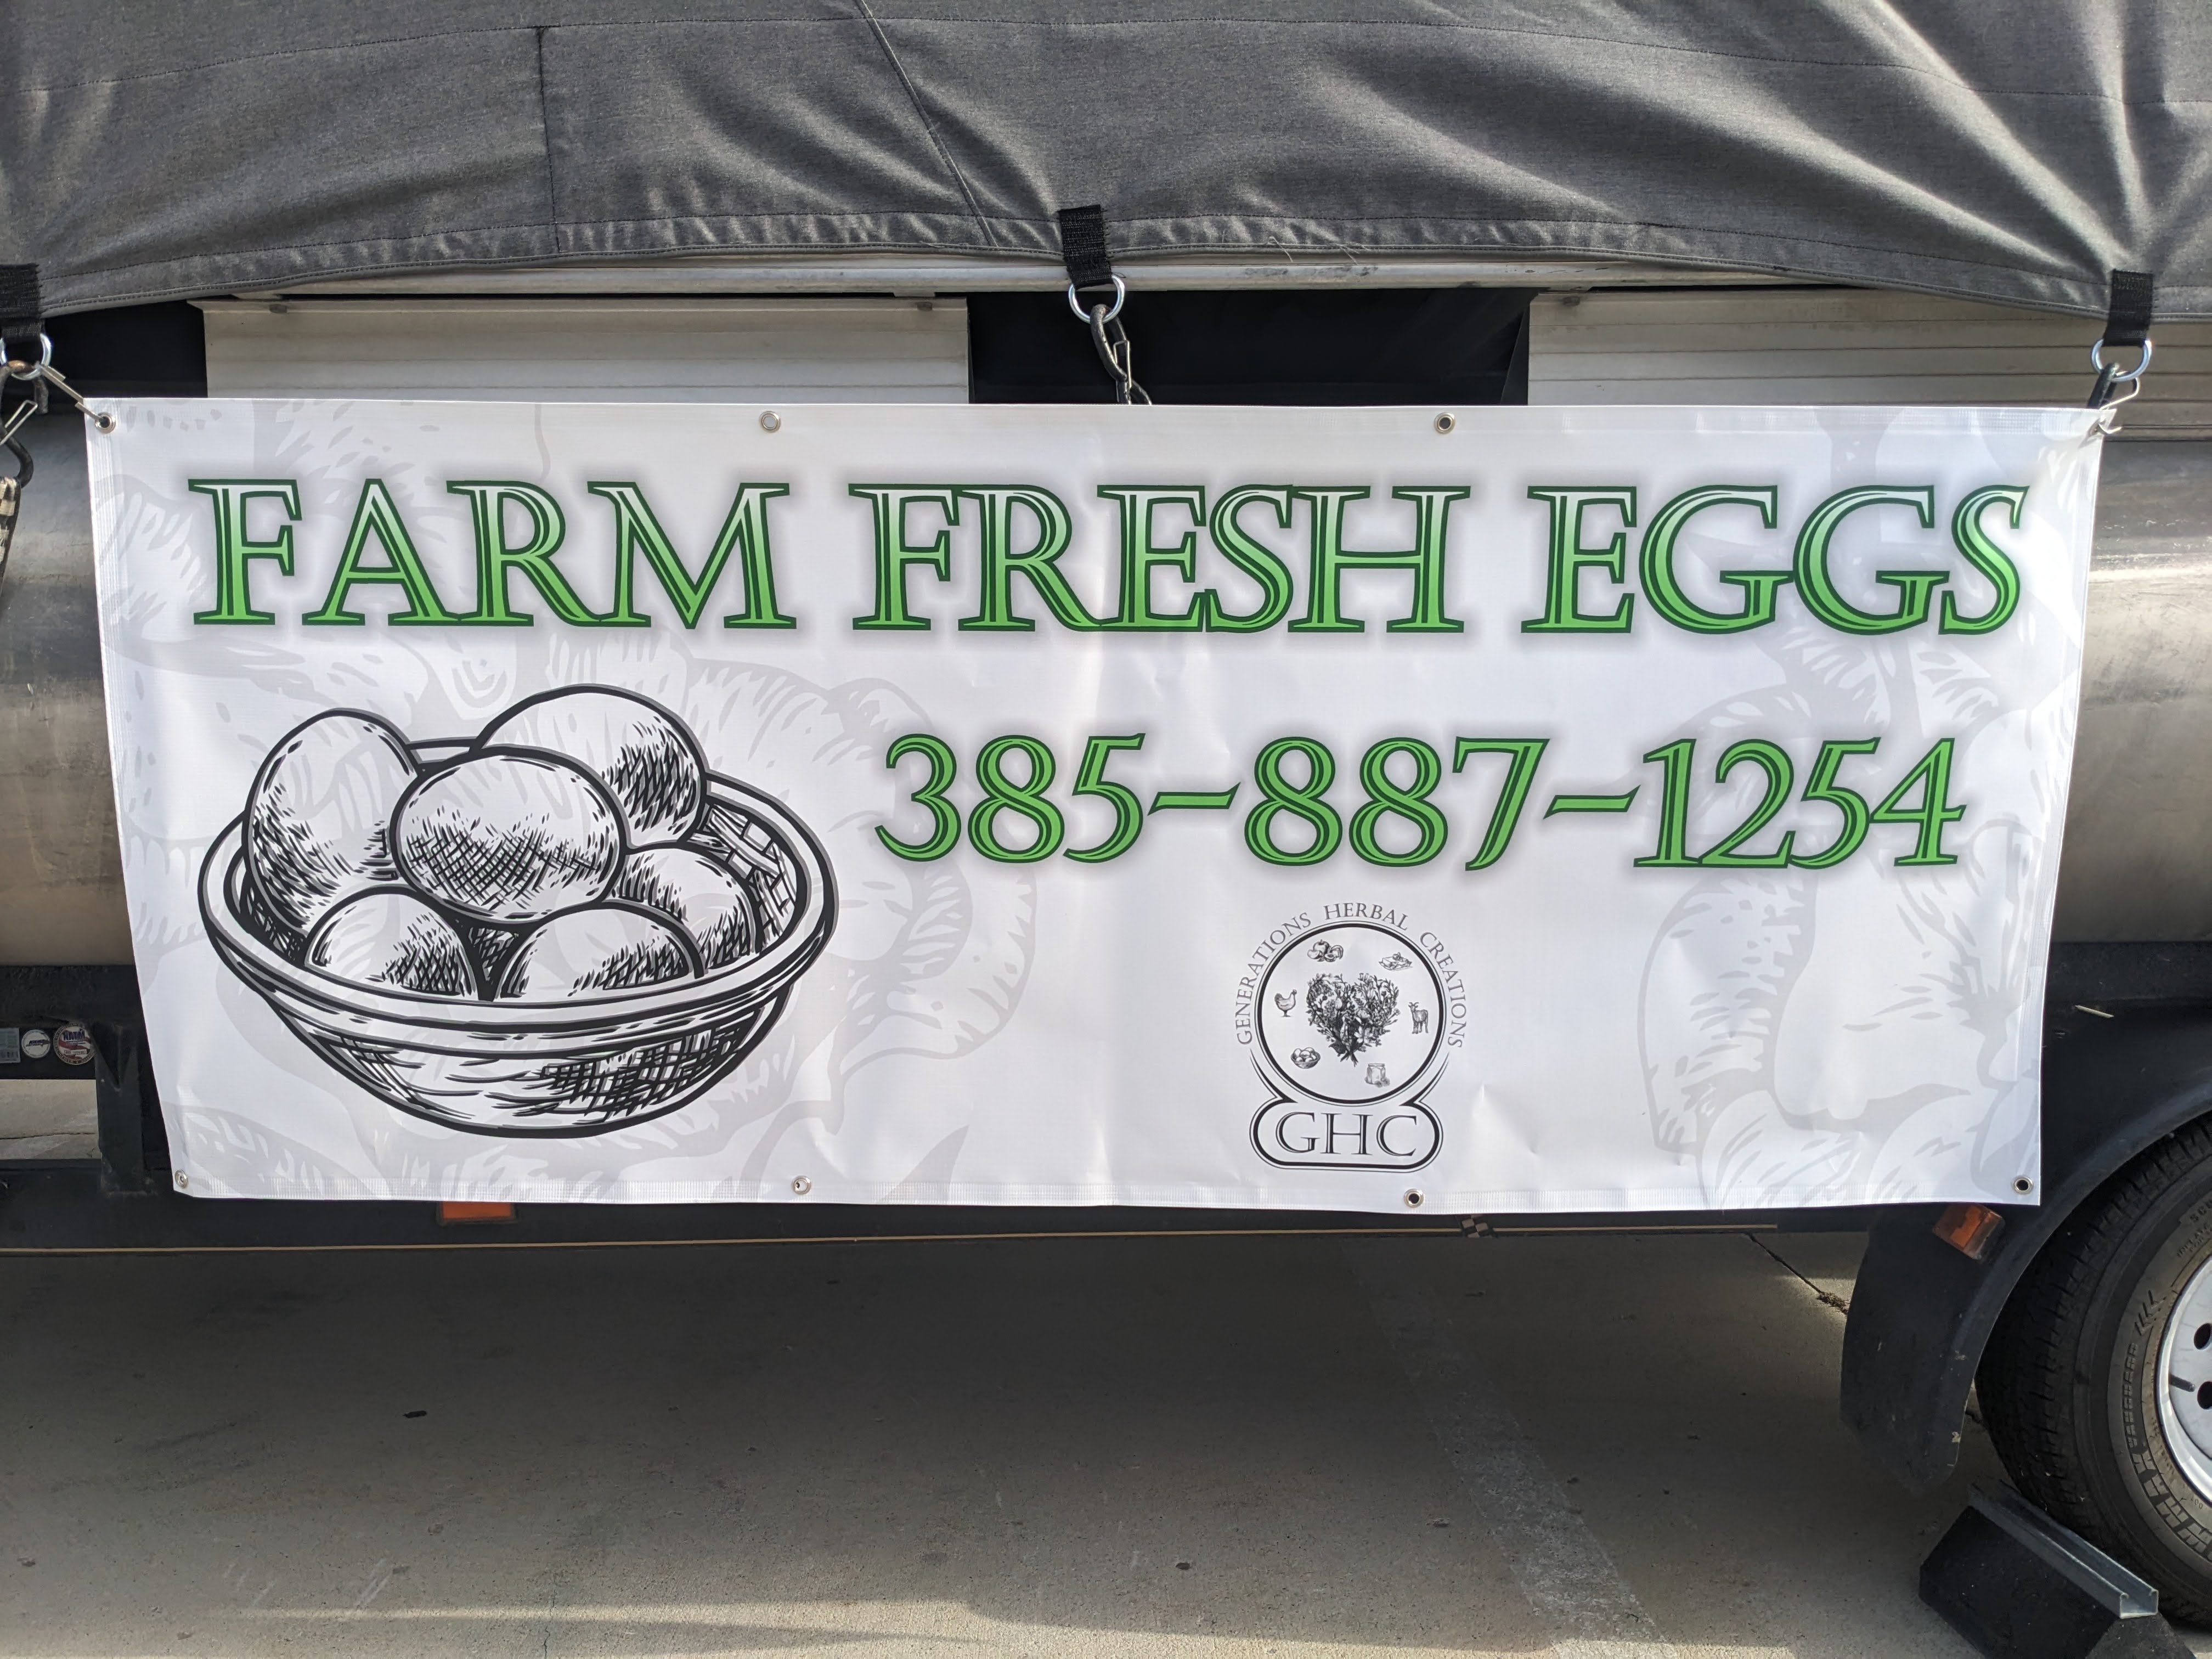 FARM FRESH EGGS
385-887-1254
GENERATIONS HERBAL CREATIONS
GHC